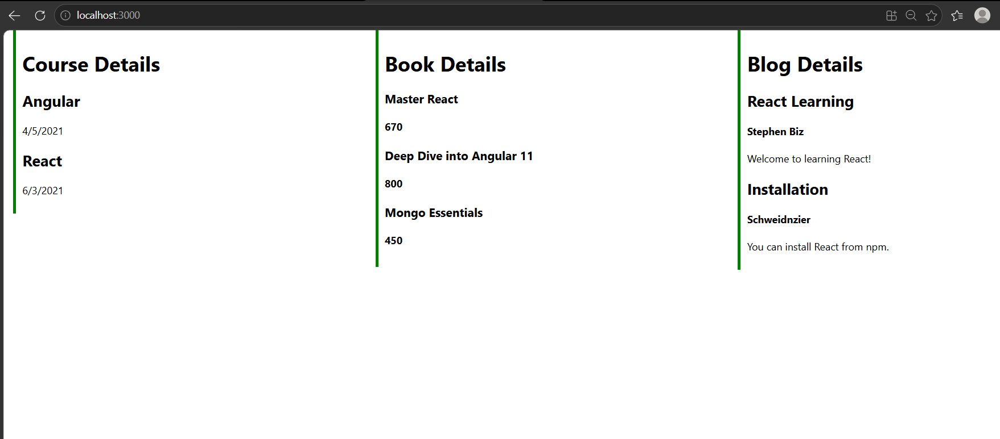 localhost:3000
Course Details
Angular
4/5/2021
React
6/3/2021
Book Details
Master React
670
Deep Dive into Angular 11
800
Mongo Essentials
450
Blog Details
React Learning
Stephen Biz
Welcome to learning React!
Installation
Schweidnzier
You can install React from npm.